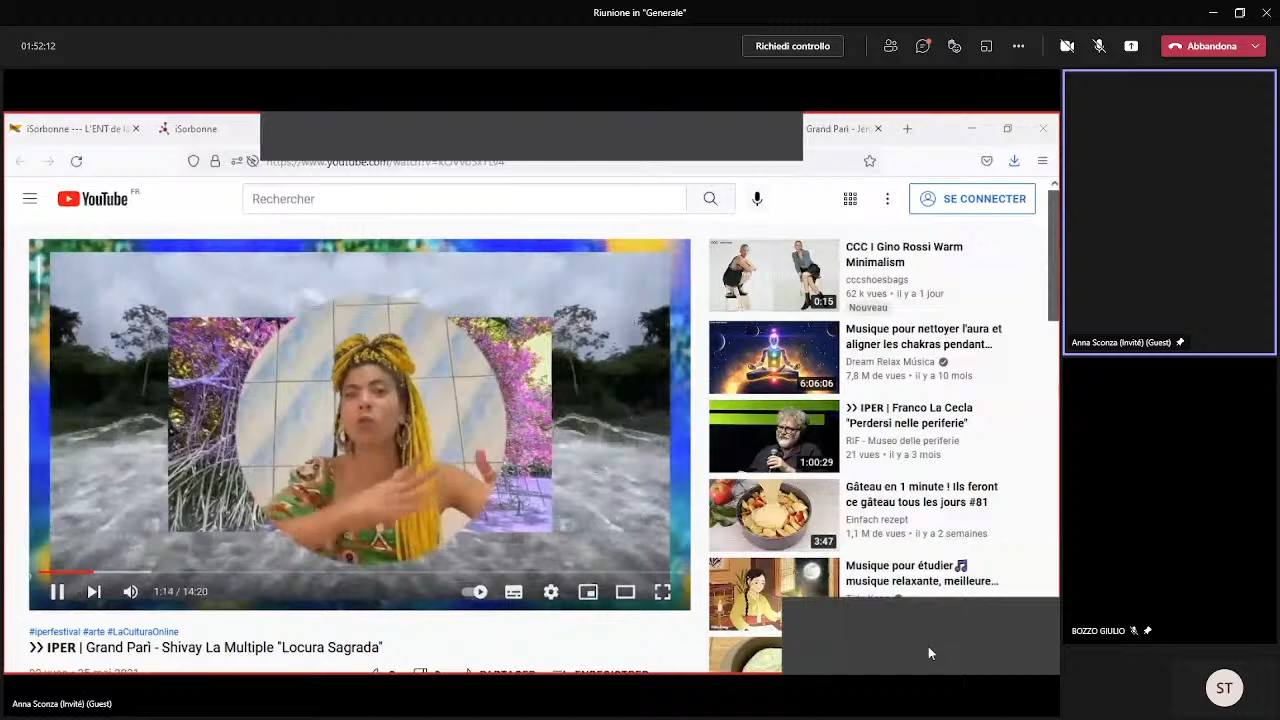 Riunione in "Generale"
01:52:12
Richiedi controllo
Abbandona
iSorbonne --- L'ENT de
iSorbonne
Grand Parì - Jen
YouTube FR
Rechercher
SE CONNECTER
CCC I Gino Rossi Warm
Minimalism
cccshoesbags
62 k vues • il y a 1 jour
Nouveau
0:15
Musique pour nettoyer l'aura et
aligner les chakras pendant…
Dream Relax Música
7,8 M de vues • il y a 10 mois
6:06:06
IPER | Franco La Cecla
"Perdersi nelle periferie"
RIF - Museo delle periferie
21 vues • il y a 3 mois
1:00:29
Gâteau en 1 minute ! Ils feront
ce gâteau tous les jours #81
Einfach rezept
1,1 M de vues • il y a 2 semaines
3:47
Musique pour étudier🎵
musique relaxante, meilleure…
1:14 / 14:20
#iperfestival #arte #LaCulturaOnline
IPER | Grand Parì - Shivay La Multiple "Locura Sagrada"
PARTAGER
ENREGISTRER
Anna Sconza (Invité) (Guest)
BOZZO GIULIO
ST
Anna Sconza (Invité) (Guest)